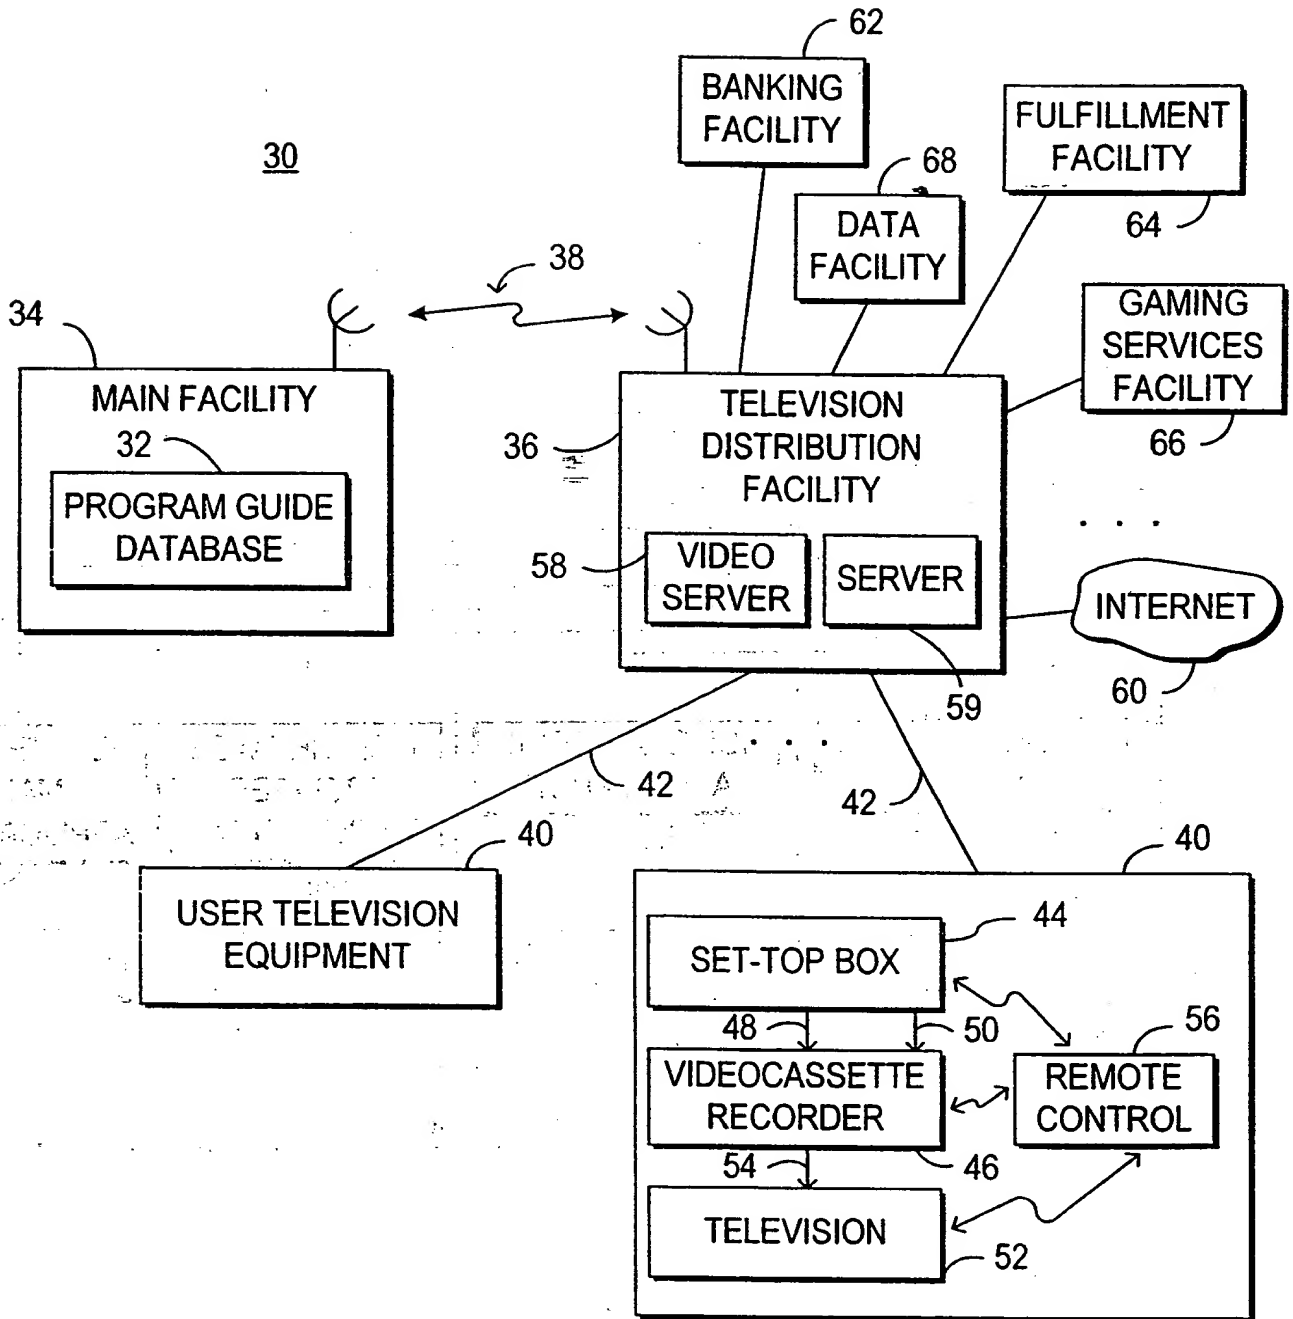 62
BANKING
FACILITY
FULFILLMENT
FACILITY
30
68
64
DATA
FACILITY
38
34
GAMING
SERVICES
FACILITY
MAIN FACILITY
32
PROGRAM GUIDE
DATABASE
36
TELEVISION
DISTRIBUTION
FACILITY
66
. . .
58
VIDEO
SERVER
SERVER
INTERNET
59
60
. . .
42
42
40
USER TELEVISION
EQUIPMENT
40
44
SET-TOP BOX
48
50
56
VIDEOCASSETTE
RECORDER
REMOTE
CONTROL
54
46
TELEVISION
52